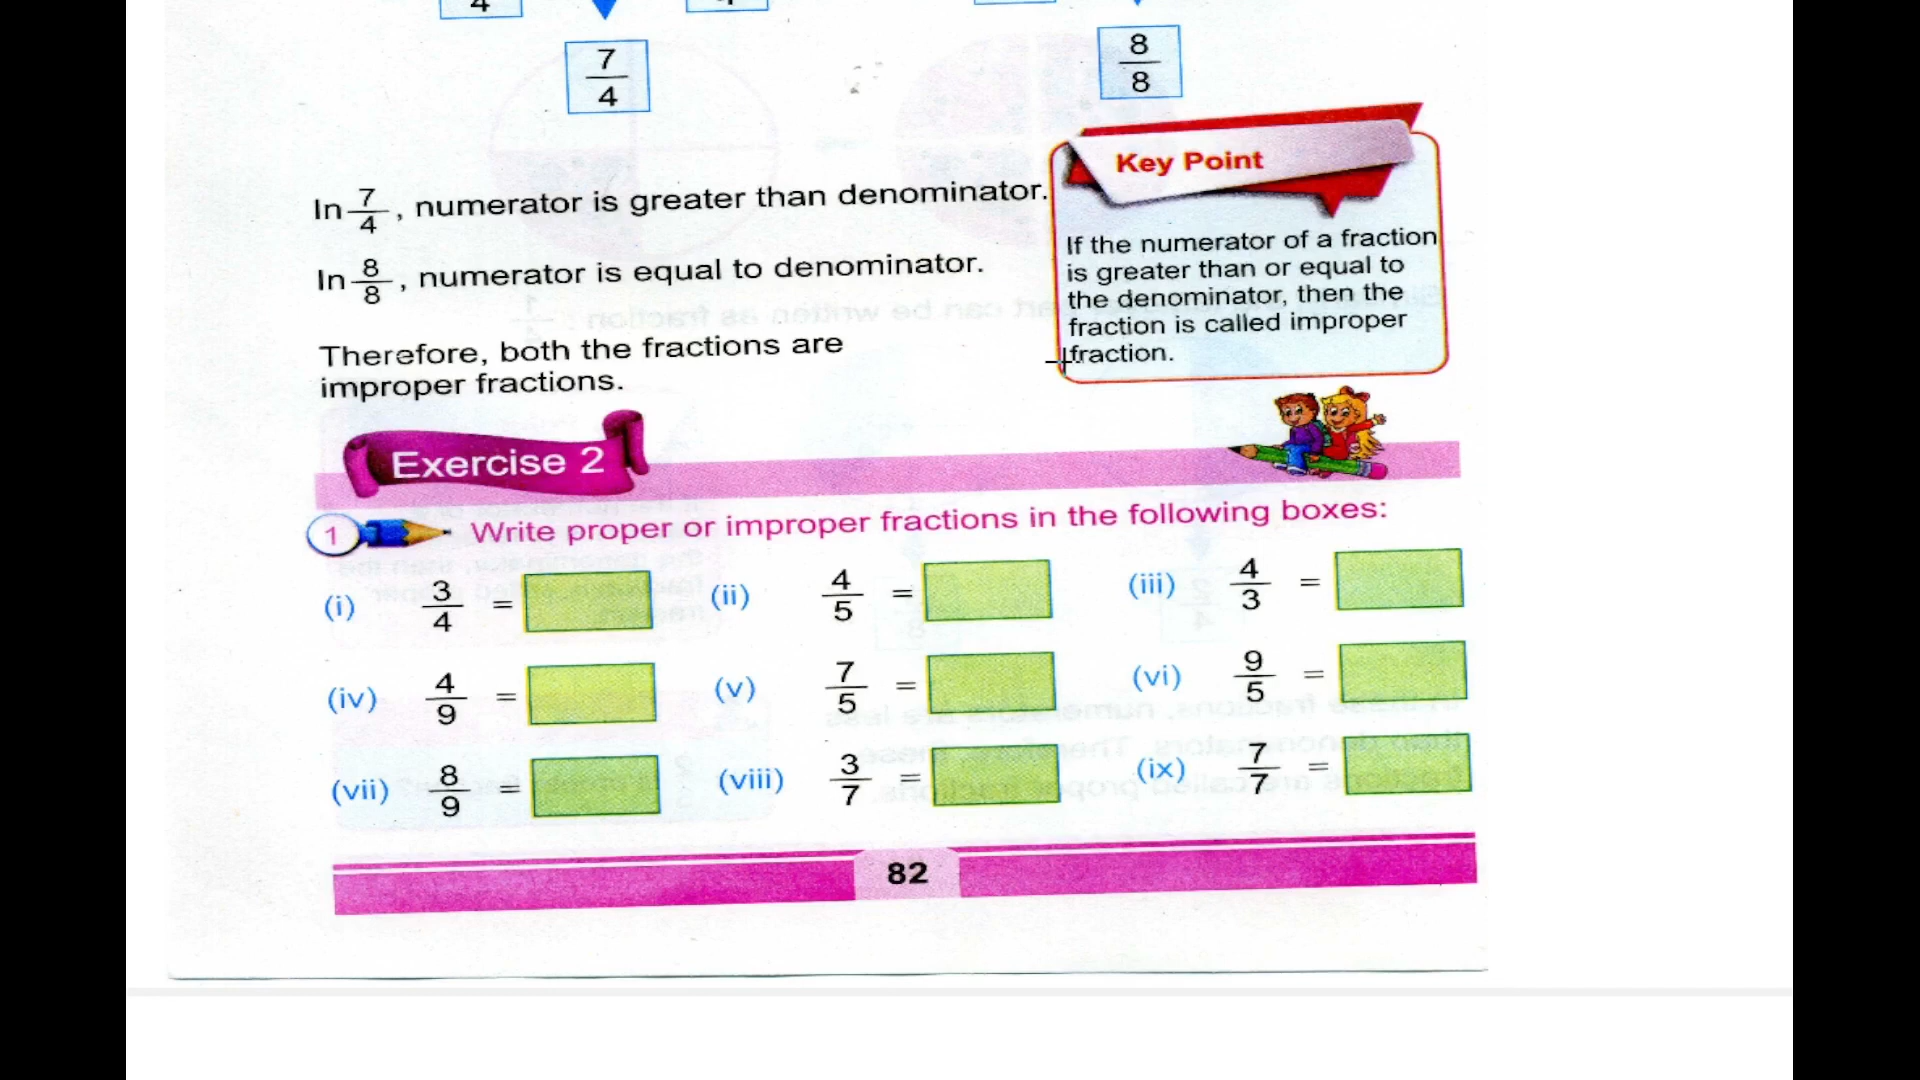 4
7
4
8
8
Key Point
In 7/4, numerator is greater than denominator.
In 8/8, numerator is equal to denominator.
Therefore, both the fractions are
improper fractions.
If the numerator of a fraction
is greater than or equal to
the denominator, then the
fraction is called improper
fraction.
Exercise 2
1 Write proper or improper fractions in the following boxes:
(i) 3/4 = (ii) 4/5 = (iii) 4/3 =
(iv) 4/9 = (v) 7/5 = (vi) 9/5 =
(vii) 8/9 = (viii) 3/7 = (ix) 7/7 =
82